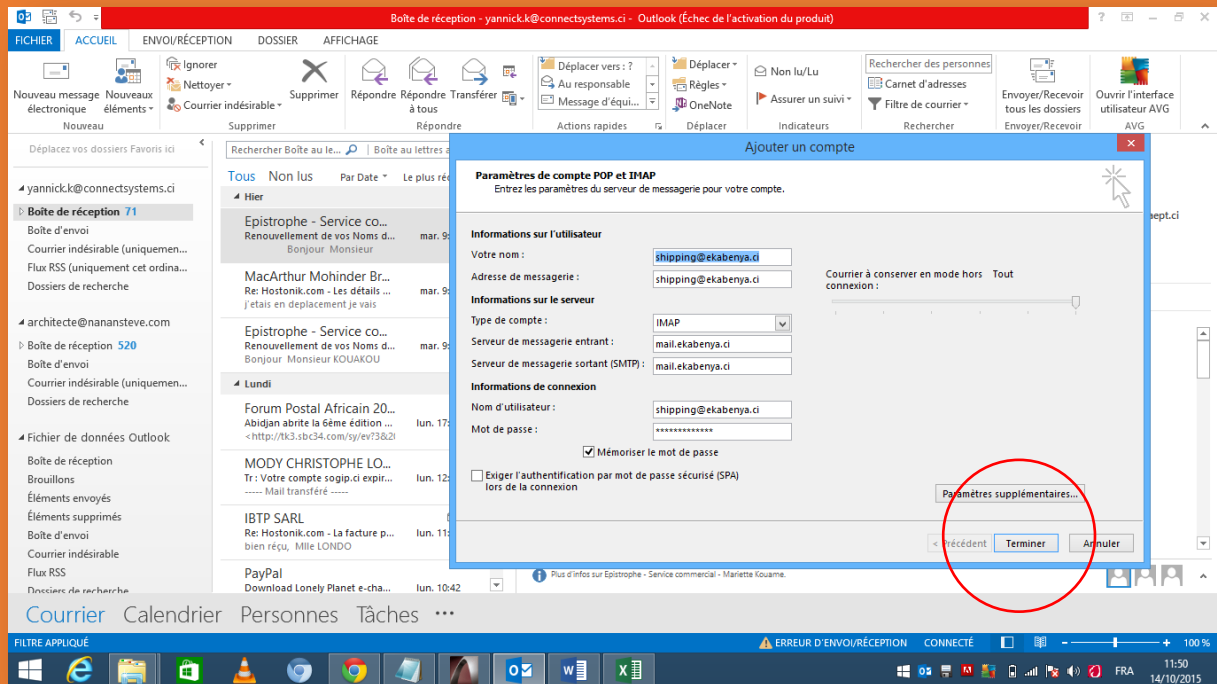 Boîte de réception - yannick.k@connectsystems.ci - Outlook (Échec de l'activation du produit)
FICHIER ACCUEIL ENVOI/RÉCEPTION DOSSIER AFFICHAGE
Nouveau message électronique
Nouveaux éléments
Nouveau
Ignorer
Nettoyer
Courrier indésirable
Supprimer
Supprimer
Répondre
Répondre à tous
Transférer
Répondre
Déplacer vers : ?
Au responsable
Message d'équi...
Actions rapides
Déplacer
Règles
OneNote
Déplacer
Non lu/Lu
Assurer un suivi
Indicateurs
Rechercher des personnes
Carnet d'adresses
Filtre de courrier
Rechercher
Envoyer/Recevoir tous les dossiers
Envoyer/Recevoir
Ouvrir l'interface utilisateur AVG
AVG
Déplacez vos dossiers Favoris ici
yannick.k@connectsystems.ci
Boîte de réception 71
Boîte d'envoi
Courrier indésirable (uniquemen...
Flux RSS (uniquement cet ordina...
Dossiers de recherche
architecte@nanansteve.com
Boîte de réception 520
Boîte d'envoi
Courrier indésirable (uniquemen...
Dossiers de recherche
Fichier de données Outlook
Boîte de réception
Brouillons
Éléments envoyés
Éléments supprimés
Boîte d'envoi
Courrier indésirable
Flux RSS
Dossiers de recherche
Rechercher Boîte au le... Boîte au lettres a
Tous Non lus Par Date Le plus réc
Hier
Epistrophe - Service co...
Renouvellement de vos Noms d... mar. 9:
Bonjour Monsieur
MacArthur Mohinder Br...
Re: Hostonik.com - Les détails ... mar. 9:
j'etais en deplacement je vais
Epistrophe - Service co...
Renouvellement de vos Noms d... mar. 9:
Bonjour Monsieur KOUAKOU
Lundi
Forum Postal Africain 20...
Abidjan abrite la 6ème édition ... lun. 17:
<http://tk3.sbc34.com/sy/ev?3&2(
MODY CHRISTOPHE LO...
Tr : Votre compte sogip.ci expir... lun. 12:
----- Mail transféré -----
IBTP SARL
Re: Hostonik.com - La facture p... lun. 11:
bien réçu, Mlle LONDO
PayPal
Download Lonely Planet e-cha... lun. 10:42
Ajouter un compte
Paramètres de compte POP et IMAP
Entrez les paramètres du serveur de messagerie pour votre compte.
Informations sur l'utilisateur
Votre nom : shipping@ekabenya.ci
Adresse de messagerie : shipping@ekabenya.ci
Informations sur le serveur
Type de compte : IMAP
Serveur de messagerie entrant : mail.ekabenya.ci
Serveur de messagerie sortant (SMTP) : mail.ekabenya.ci
Informations de connexion
Nom d'utilisateur : shipping@ekabenya.ci
Mot de passe : *************
Mémoriser le mot de passe
Exiger l'authentification par mot de passe sécurisé (SPA)
lors de la connexion
Courrier à conserver en mode hors Tout
connexion :
Paramètres supplémentaires...
< Précédent Terminer Annuler
aept.ci
Plus d'infos sur Epistrophe - Service commercial - Mariette Kouame.
Courrier Calendrier Personnes Tâches ...
FILTRE APPLIQUÉ ERREUR D'ENVOI/RÉCEPTION CONNECTÉ 100 %
FRA 11:50
14/10/2015